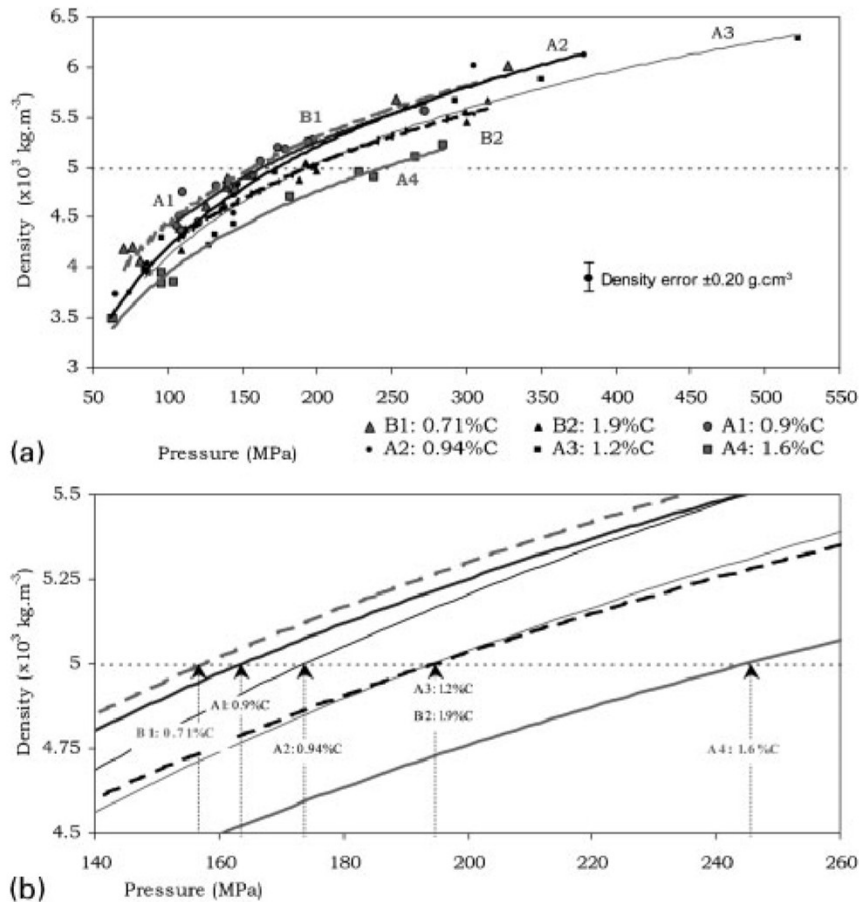 6.5
A3
A2
6
5.5
B1
B2
5
A4
A1
4.5
4
Density error ±0.20 g.cm³
3.5
3
Density (x10³ kg.m-³)
50 100 150 200 250 300 350 400 450 500 550
B1: 0.71%C B2: 1.9%C A1: 0.9%C
A2: 0.94%C A3: 1.2%C A4: 1.6%C
(a) Pressure (MPa)
5.5
5.25
5
A3: 1.2%C
A1: 0.9%C
B2: 1.9%C
B1: 0.71%C
A2: 0.94%C
A4: 1.6%C
4.75
4.5
Density (x10³ kg.m-³)
140 160 180 200 220 240 260
(b) Pressure (MPa)